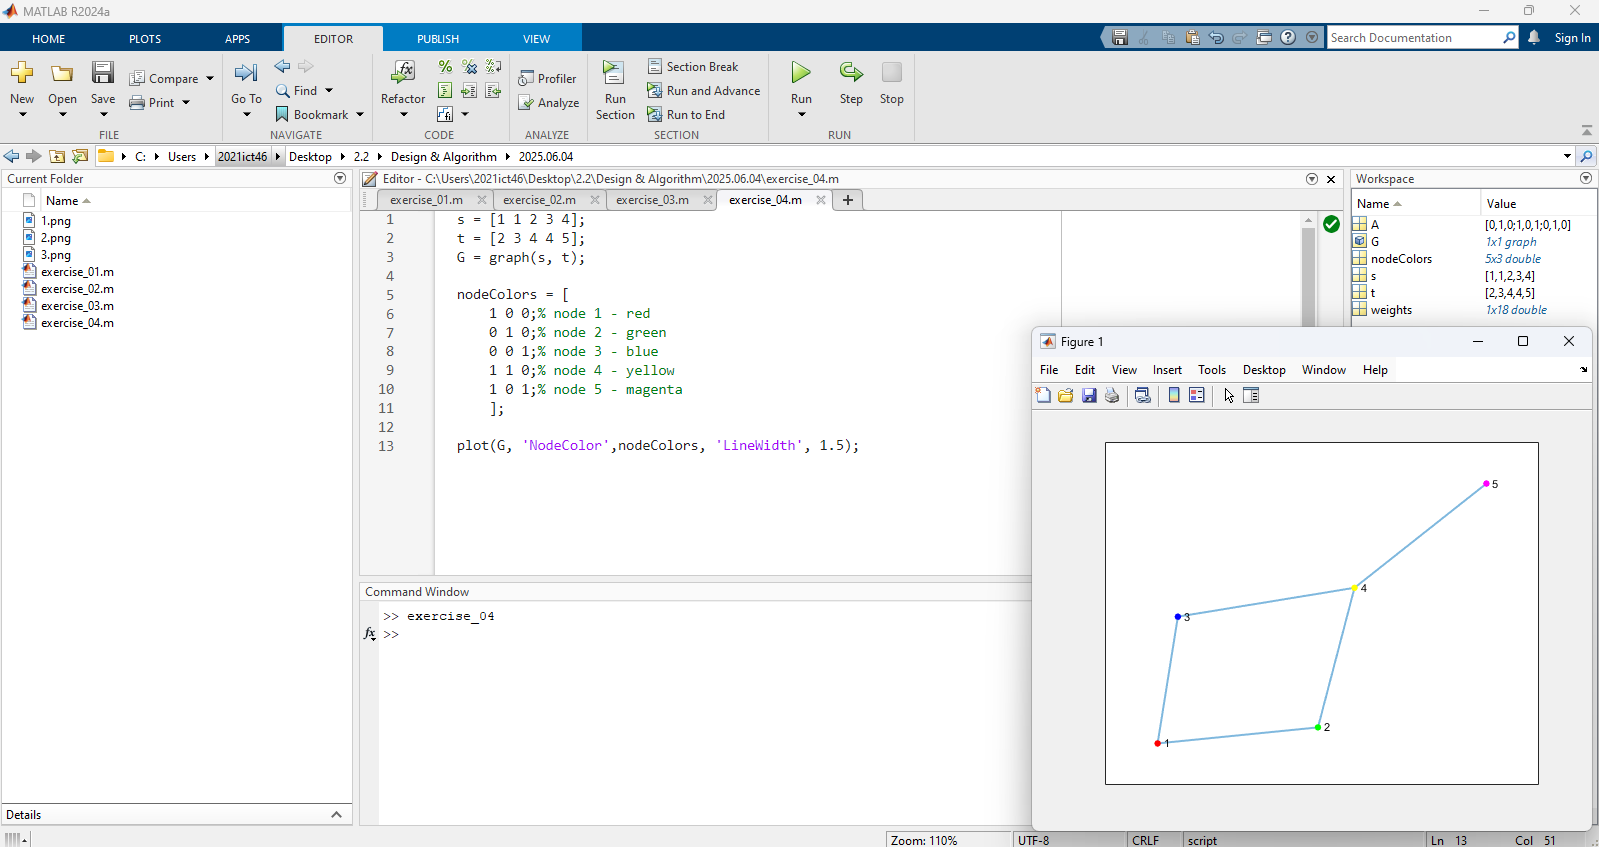 MATLAB R2024a
HOME PLOTS APPS EDITOR PUBLISH VIEW
Search Documentation
Sign In
New
Open
Save
Compare
Print
FILE
Go To
Find
Bookmark
NAVIGATE
Refactor
CODE
Profiler
Analyze
ANALYZE
Run Section
Section Break
Run and Advance
Run to End
SECTION
Run
Step
Stop
RUN
C: Users 2021ict46 Desktop 2.2 Design & Algorithm 2025.06.04
Current Folder
Name
1.png
2.png
3.png
exercise_01.m
exercise_02.m
exercise_03.m
exercise_04.m
Details
Editor - C:\Users\2021ict46\Desktop\2.2\Design & Algorithm\2025.06.04\exercise_04.m
exercise_01.m exercise_02.m exercise_03.m exercise_04.m
1 s = [1 1 2 3 4];
2 t = [2 3 4 4 5];
3 G = graph(s, t);
4
5 nodeColors = [
6 1 0 0;% node 1 - red
7 0 1 0;% node 2 - green
8 0 0 1;% node 3 - blue
9 1 1 0;% node 4 - yellow
10 1 0 1;% node 5 - magenta
11 ];
12
13 plot(G, 'NodeColor',nodeColors, 'LineWidth', 1.5);
Command Window
>> exercise_04
fx >>
Workspace
Name Value
A [0,1,0;1,0,1;0,1,0]
G 1x1 graph
nodeColors 5x3 double
s [1,1,2,3,4]
t [2,3,4,4,5]
weights 1x18 double
Figure 1
File Edit View Insert Tools Desktop Window Help
5
4
3
2
1
Zoom: 110% UTF-8 CRLF script Ln 13 Col 51